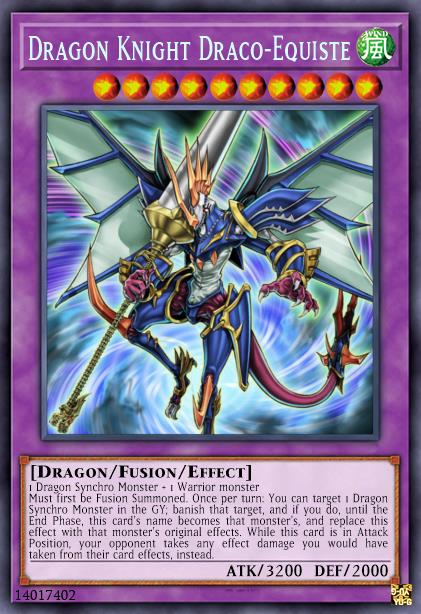 DRAGON KNIGHT DRACO-EQUISTE
WIND
風
[DRAGON/FUSION/EFFECT]
1 Dragon Synchro Monster + 1 Warrior monster
Must first be Fusion Summoned. Once per turn: You can target 1 Dragon
Synchro Monster in the GY; banish that target, and if you do, until the
End Phase, this card's name becomes that monster's, and replace this
effect with that monster's original effects. While this card is in Attack
Position, your opponent takes any effect damage you would have
taken from their card effects, instead.
ATK/3200 DEF/2000
14017402